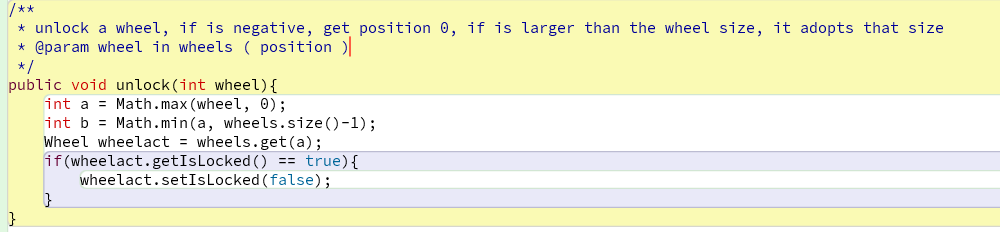 /**
 * unlock a wheel, if is negative, get position 0, if is larger than the wheel size, it adopts that size
 * @param wheel in wheels ( position )
 */
public void unlock(int wheel){
    int a = Math.max(wheel, 0);
    int b = Math.min(a, wheels.size()-1);
    Wheel wheelact = wheels.get(a);
    if(wheelact.getIsLocked() == true){
        wheelact.setIsLocked(false);
    }
}